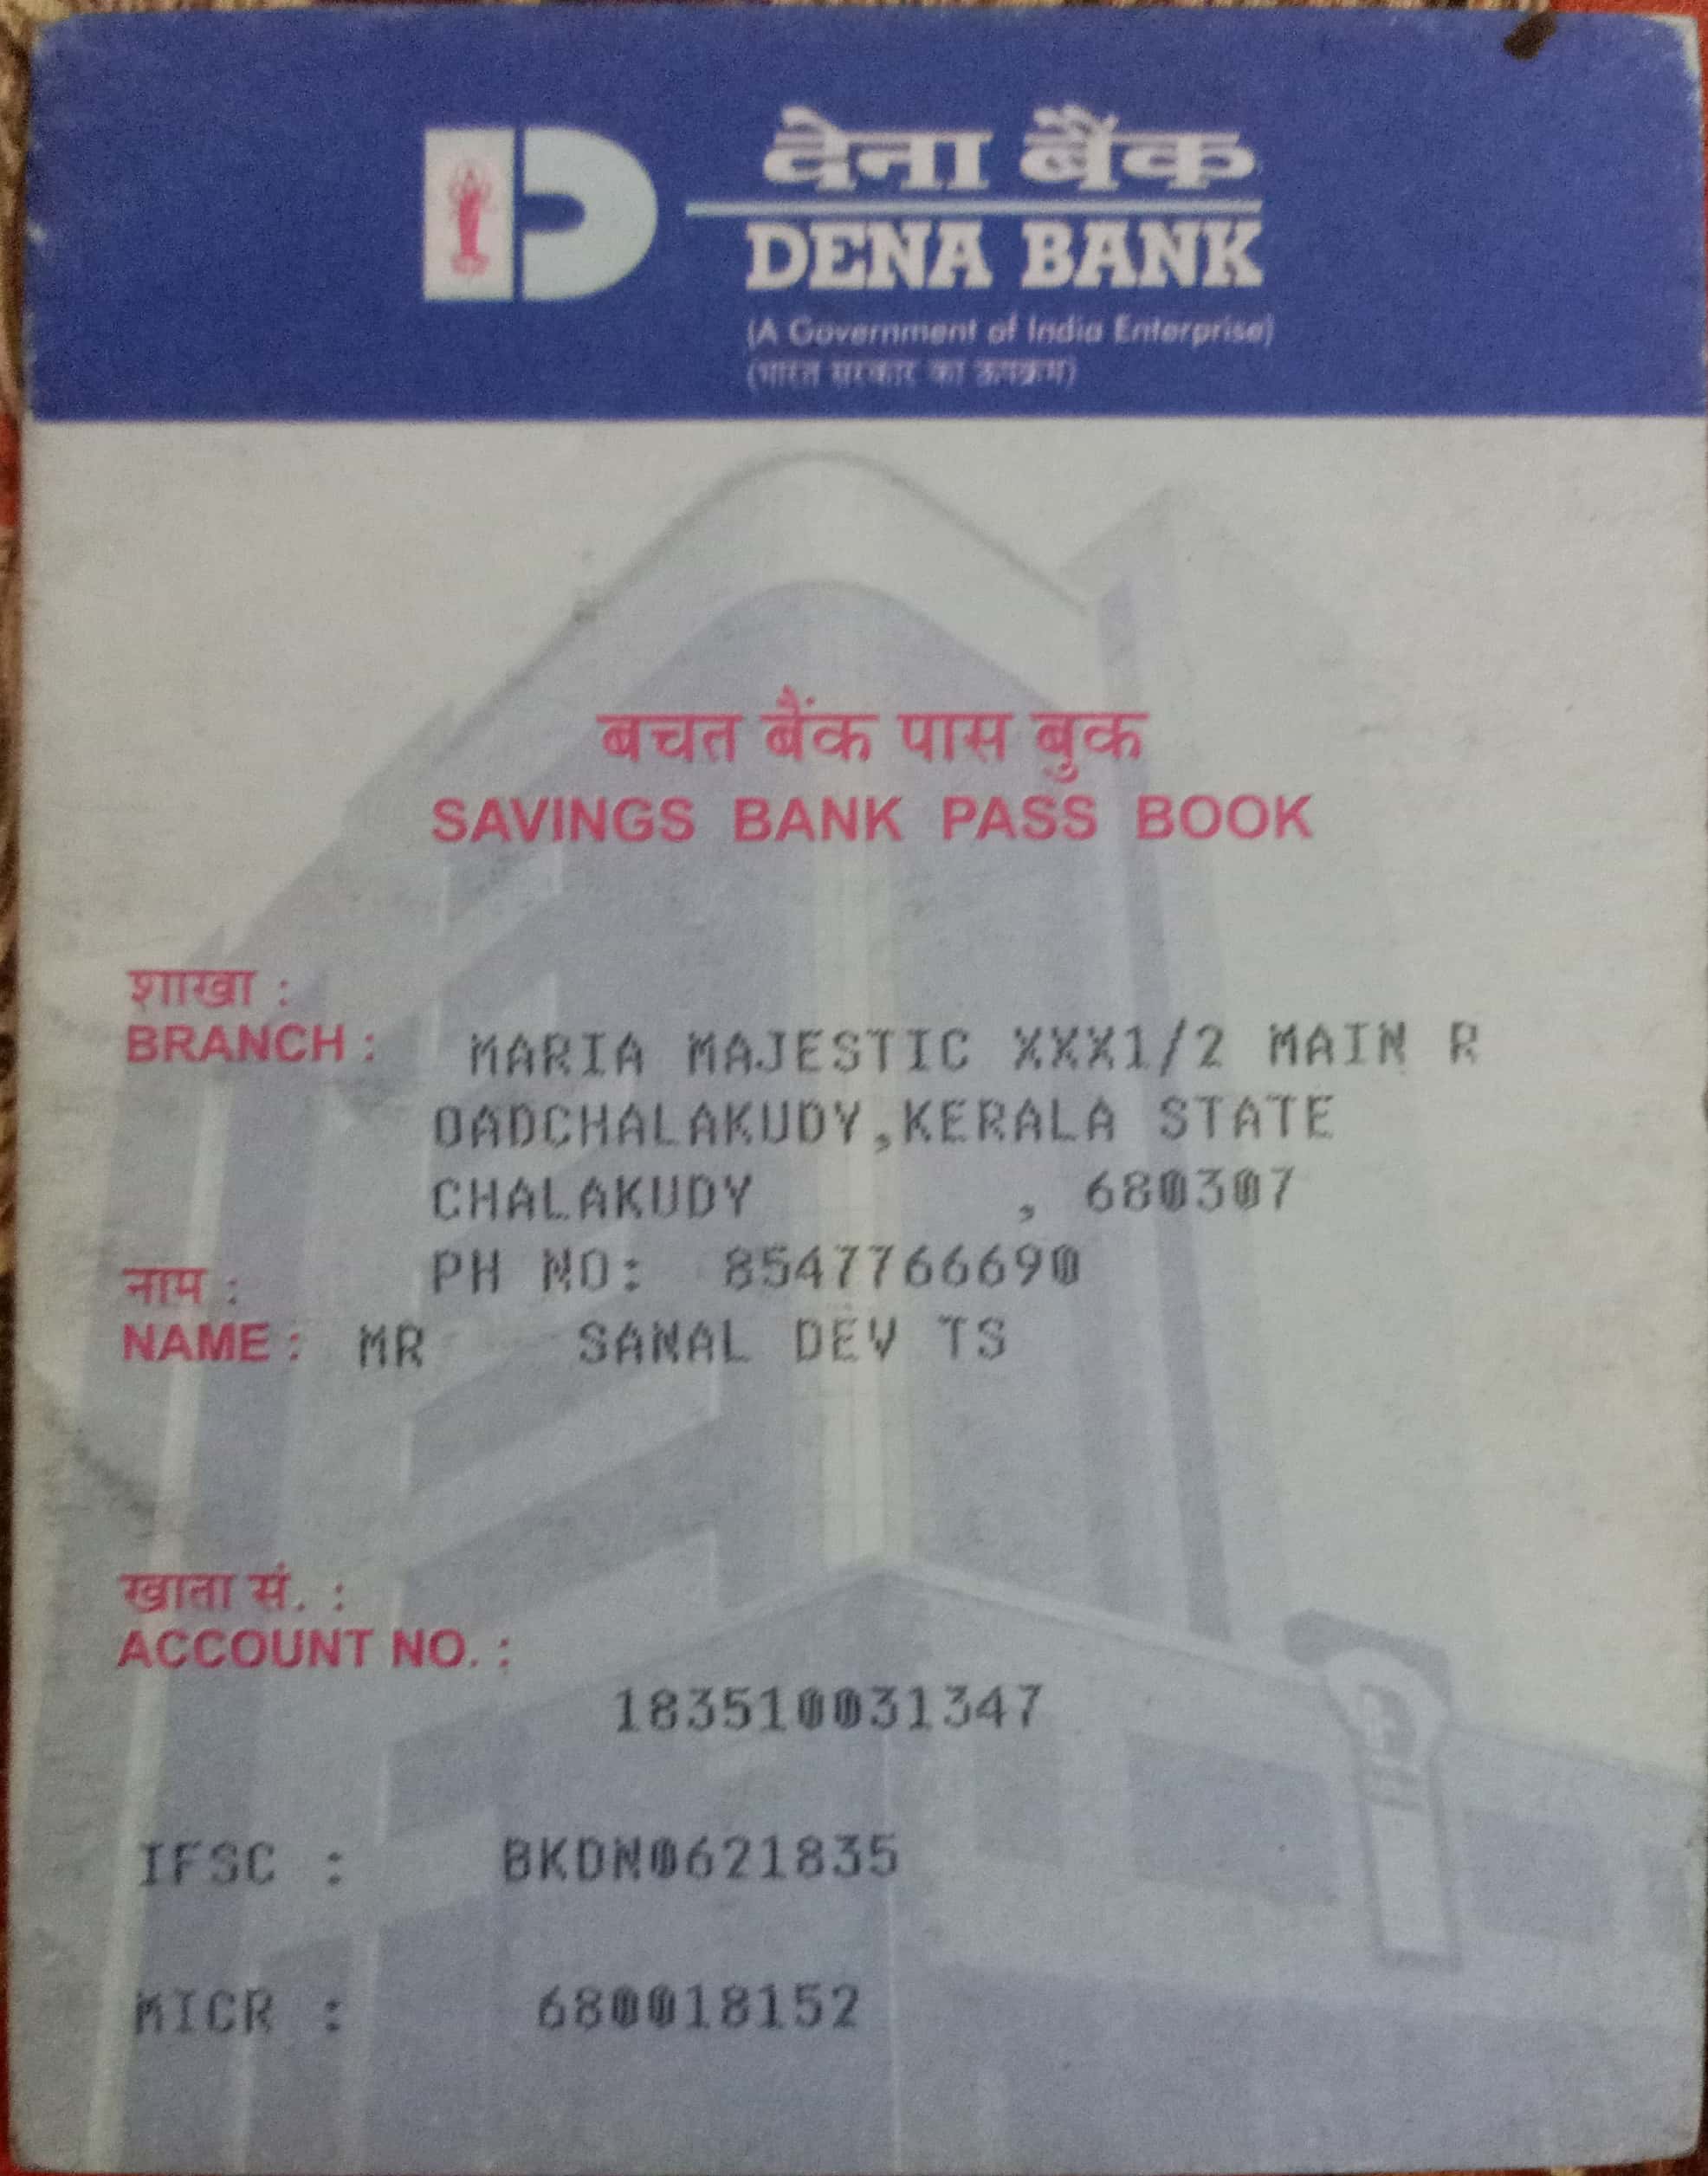 देना बैंक
DENA BANK
(A Government of India Enterprise)
(भारत सरकार का उपक्रम)
बचत बैंक पास बुक
SAVINGS BANK PASS BOOK
शाखा :
BRANCH : MARIA MAJESTIC XXX1/2 MAIN R
OADCHALAKUDY,KERALA STATE
CHALAKUDY , 680307
PH NO: 8547766690
नाम :
NAME : MR SANAL DEV TS
खाता सं. :
ACCOUNT NO. :
183510031347
IFSC : BKDN0621835
MICR : 680018152